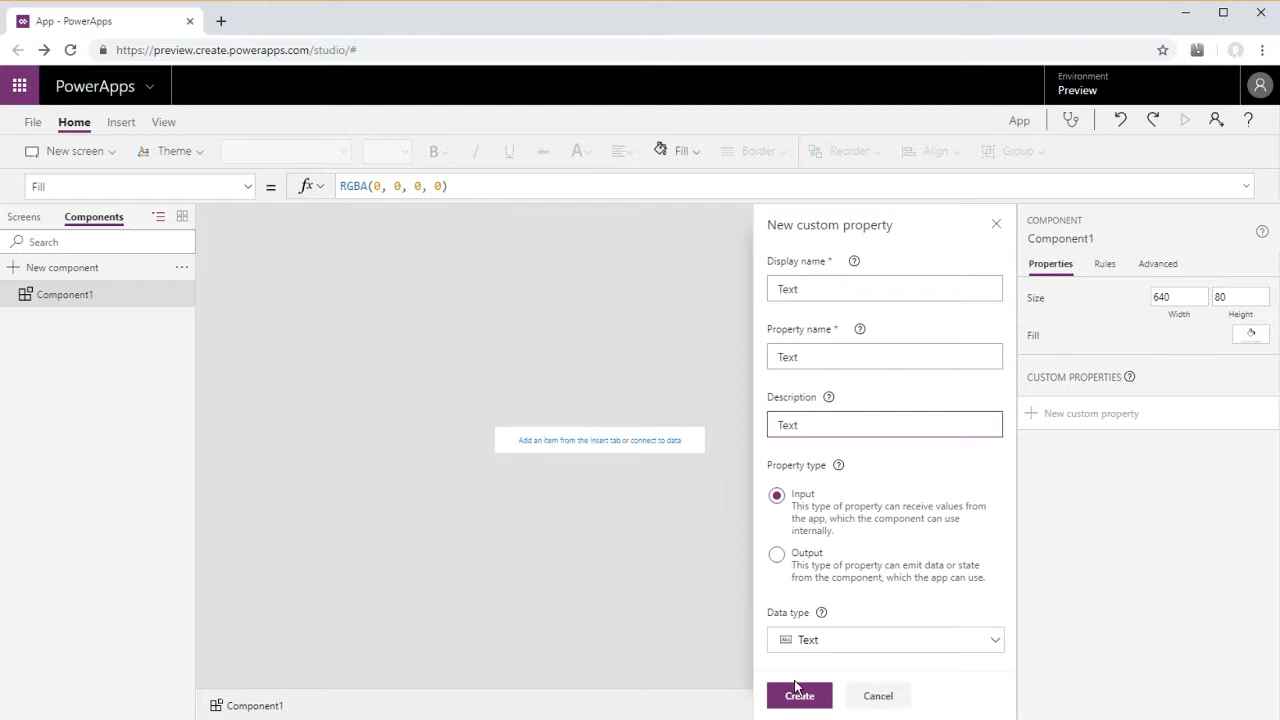 App - PowerApps
https://preview.create.powerapps.com/studio/#
PowerApps
Environment
Preview
File Home Insert View
App
?
New screen Theme B I U A Fill Border Reorder Align Group
Fill = fx RGBA(0, 0, 0, 0)
Screens Components
Search
New component ...
Component1
Add an item from the Insert tab or connect to data
Component1
New custom property
Display name * ?
Text
Property name * ?
Text
Description ?
Text
Property type ?
Input
This type of property can receive values from
the app, which the component can use
internally.
Output
This type of property can emit data or state
from the component, which the app can use.
Data type ?
Abc Text
Create Cancel
COMPONENT
Component1 ?
Properties Rules Advanced
Size 640 80
Width Height
Fill
CUSTOM PROPERTIES ?
New custom property